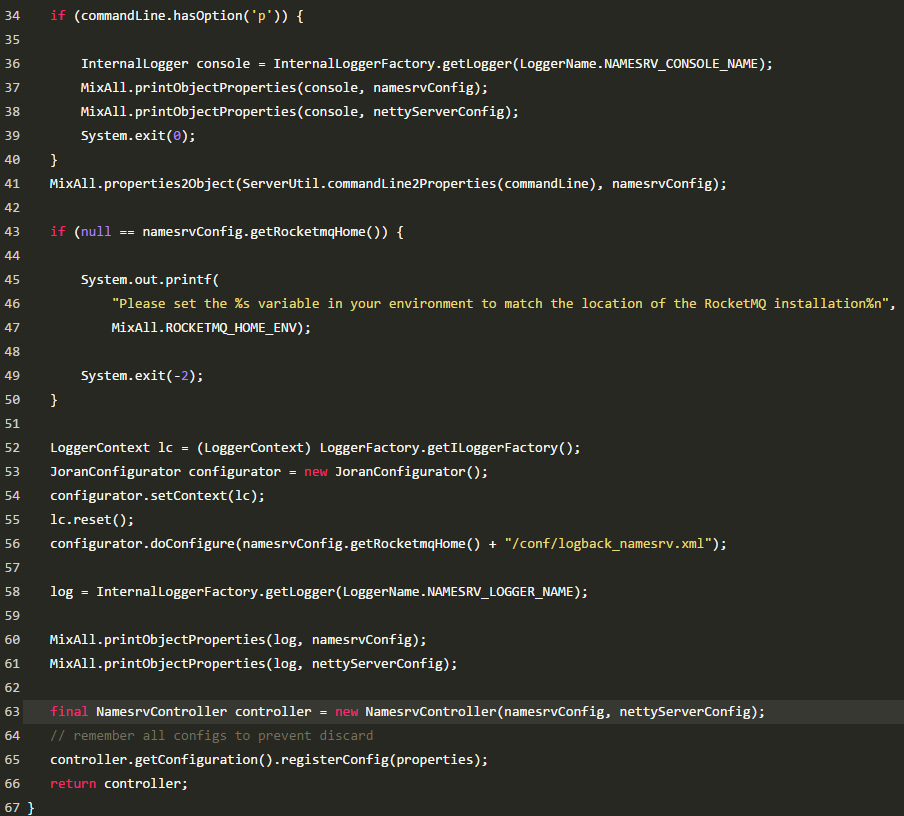 34 if (commandLine.hasOption('p')) {
35
36 InternalLogger console = InternalLoggerFactory.getLogger(LoggerName.NAMESRV_CONSOLE_NAME);
37 MixAll.printObjectProperties(console, namesrvConfig);
38 MixAll.printObjectProperties(console, nettyServerConfig);
39 System.exit(0);
40 }
41 MixAll.properties2Object(ServerUtil.commandLine2Properties(commandLine), namesrvConfig);
42
43 if (null == namesrvConfig.getRocketmqHome()) {
44
45 System.out.printf(
46 "Please set the %s variable in your environment to match the location of the RocketMQ installation%n",
47 MixAll.ROCKETMQ_HOME_ENV);
48
49 System.exit(-2);
50 }
51
52 LoggerContext lc = (LoggerContext) LoggerFactory.getILoggerFactory();
53 JoranConfigurator configurator = new JoranConfigurator();
54 configurator.setContext(lc);
55 lc.reset();
56 configurator.doConfigure(namesrvConfig.getRocketmqHome() + "/conf/logback_namesrv.xml");
57
58 log = InternalLoggerFactory.getLogger(LoggerName.NAMESRV_LOGGER_NAME);
59
60 MixAll.printObjectProperties(log, namesrvConfig);
61 MixAll.printObjectProperties(log, nettyServerConfig);
62
63 final NamesrvController controller = new NamesrvController(namesrvConfig, nettyServerConfig);
64 // remember all configs to prevent discard
65 controller.getConfiguration().registerConfig(properties);
66 return controller;
67 }